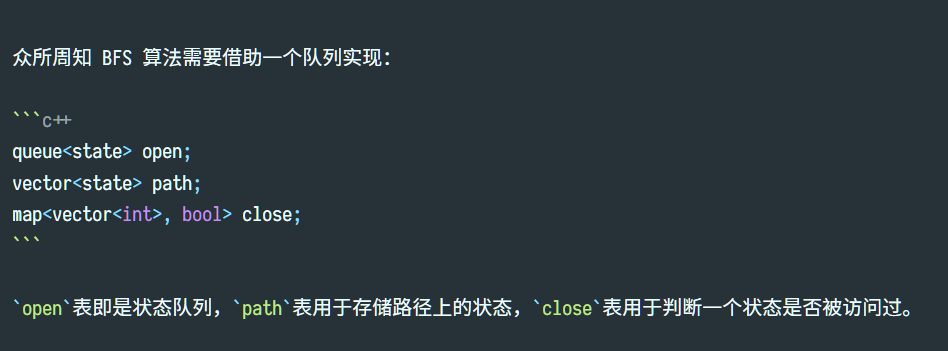 众所周知 BFS 算法需要借助一个队列实现：
```c++
queue<state> open;
vector<state> path;
map<vector<int>, bool> close;
```
`open`表即是状态队列，`path`表用于存储路径上的状态，`close`表用于判断一个状态是否被访问过。